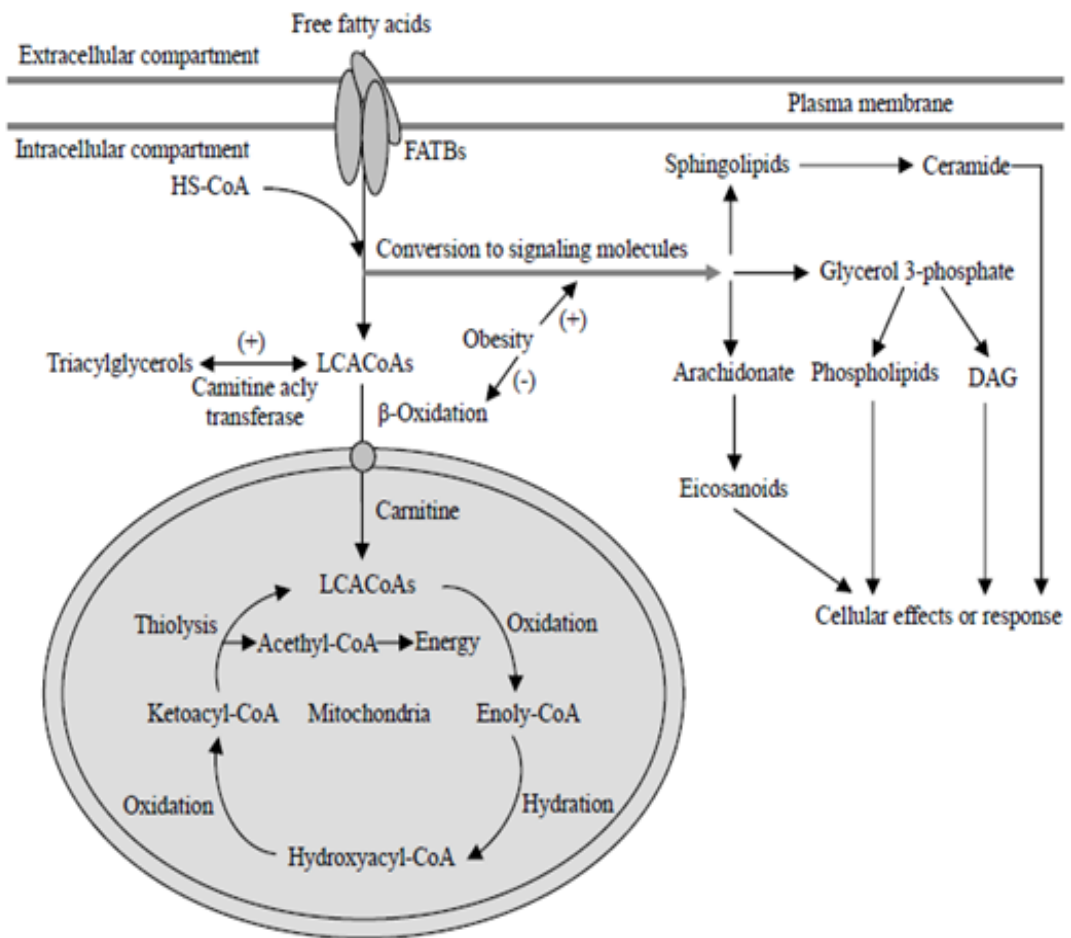 Free fatty acids
Extracellular compartment
Plasma membrane
Intracellular compartment
FATBs
HS-CoA
Sphingolipids
Ceramide
Conversion to signaling molecules
Glycerol 3-phosphate
(+)
Obesity
(+)
(-)
Triacylglycerols
LCACoAs
Camitine acly
transferase
β-Oxidation
Arachidonate
Phospholipids
DAG
Eicosanoids
Carnitine
LCACoAs
Thiolysis
Oxidation
Acethyl-CoA
Energy
Cellular effects or response
Ketoacyl-CoA
Mitochondria
Enoly-CoA
Oxidation
Hydration
Hydroxyacyl-CoA